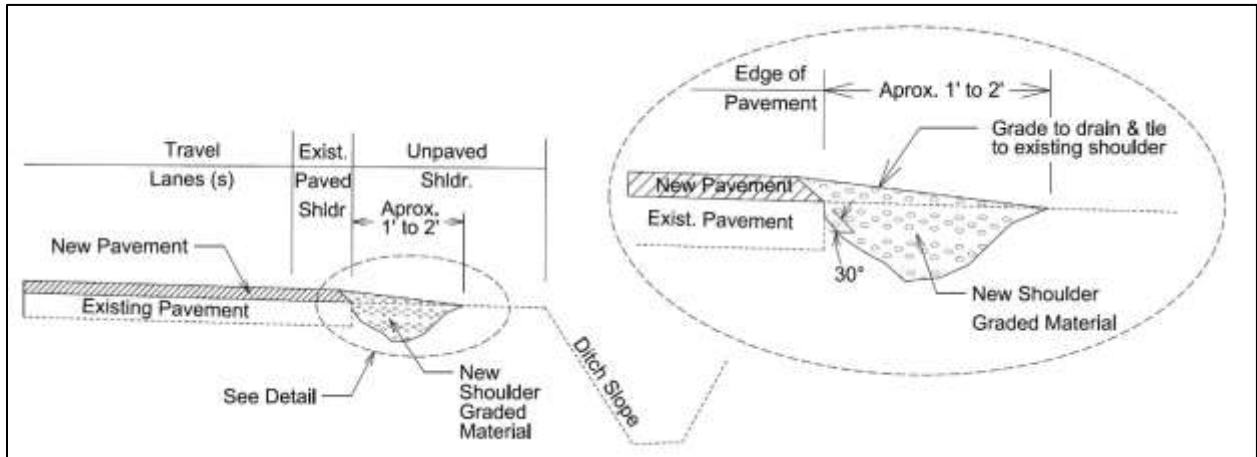 Travel
Lanes (s)
Exist.
Paved
Shldr
Unpaved
Shldr.
Aprox.
1' to 2'
New Pavement
Existing Pavement
See Detail
New
Shoulder
Graded
Material
Ditch Slope
Edge of
Pavement
Aprox. 1' to 2'
Grade to drain & tie
to existing shoulder
New Pavement
Exist. Pavement
30°
New Shoulder
Graded Material